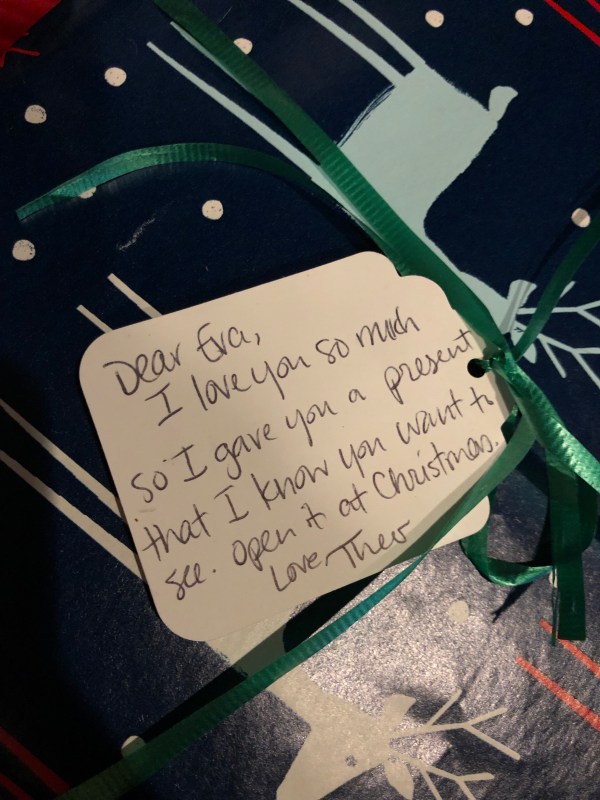 Dear Eva,
I love you so much
so I gave you a present
that I know you want to
see. open it at Christmas.
Love, Theo